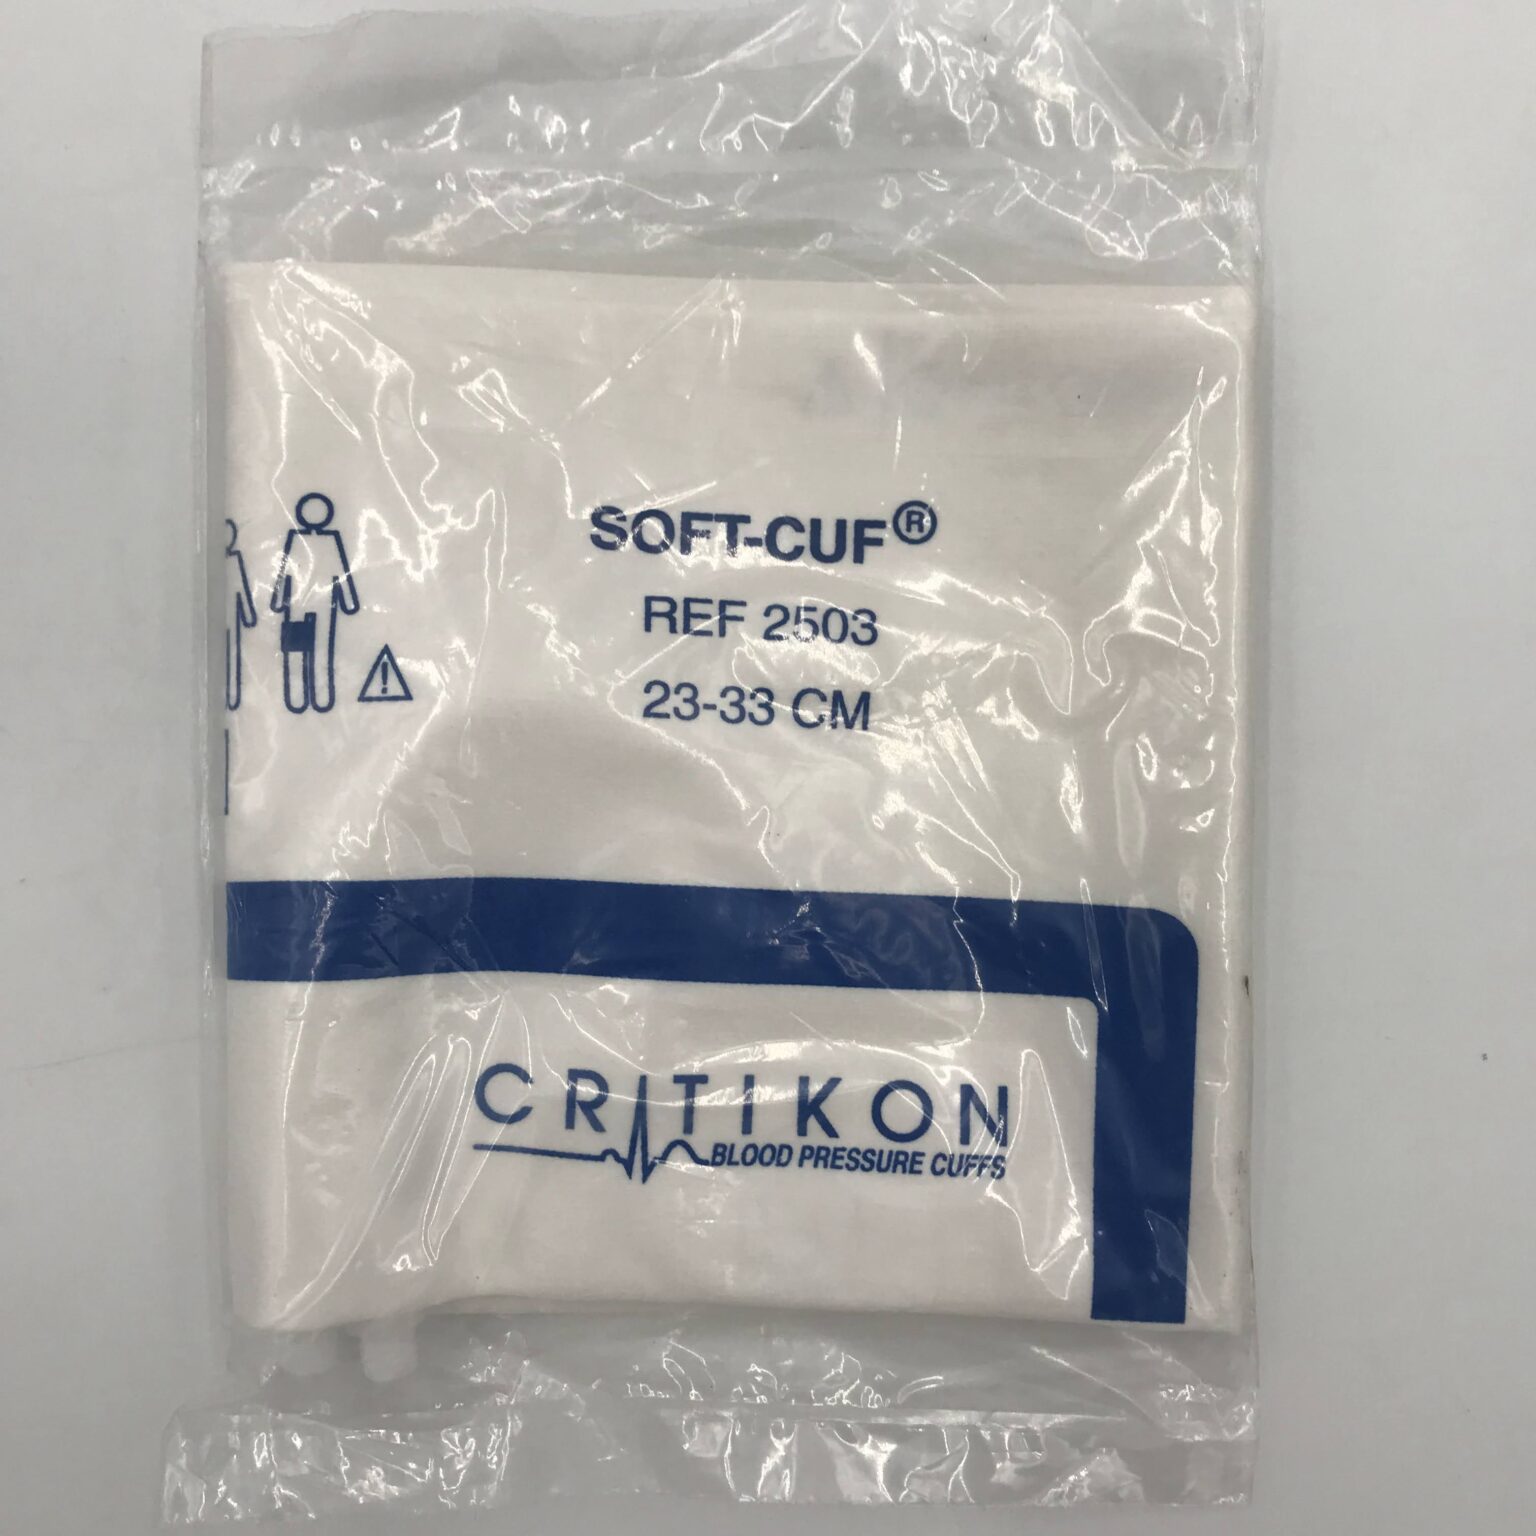 SOFT-CUF®
REF 2503
23-33 CM
CRITIKON
BLOOD PRESSURE CUFFS